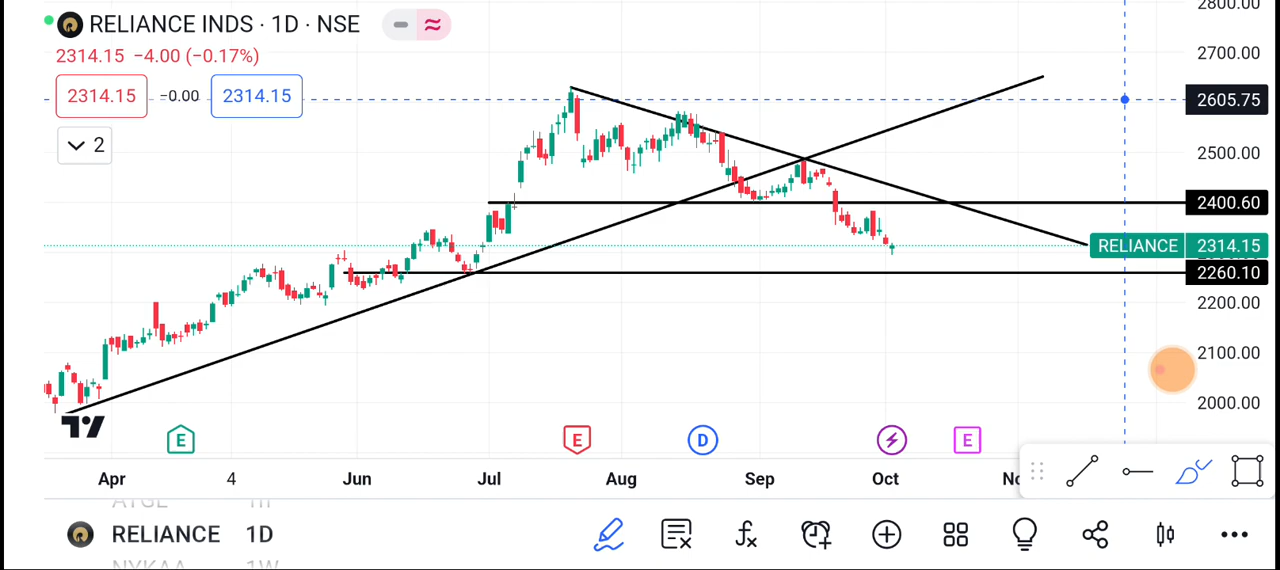 RELIANCE INDS · 1D · NSE
2314.15 −4.00 (−0.17%)
2314.15 −0.00 2314.15
2
2800.00
2700.00
2605.75
2500.00
2400.60
RELIANCE 2314.15
2260.10
2200.00
2100.00
2000.00
E E D E
Apr 4 Jun Jul Aug Sep Oct
RELIANCE 1D